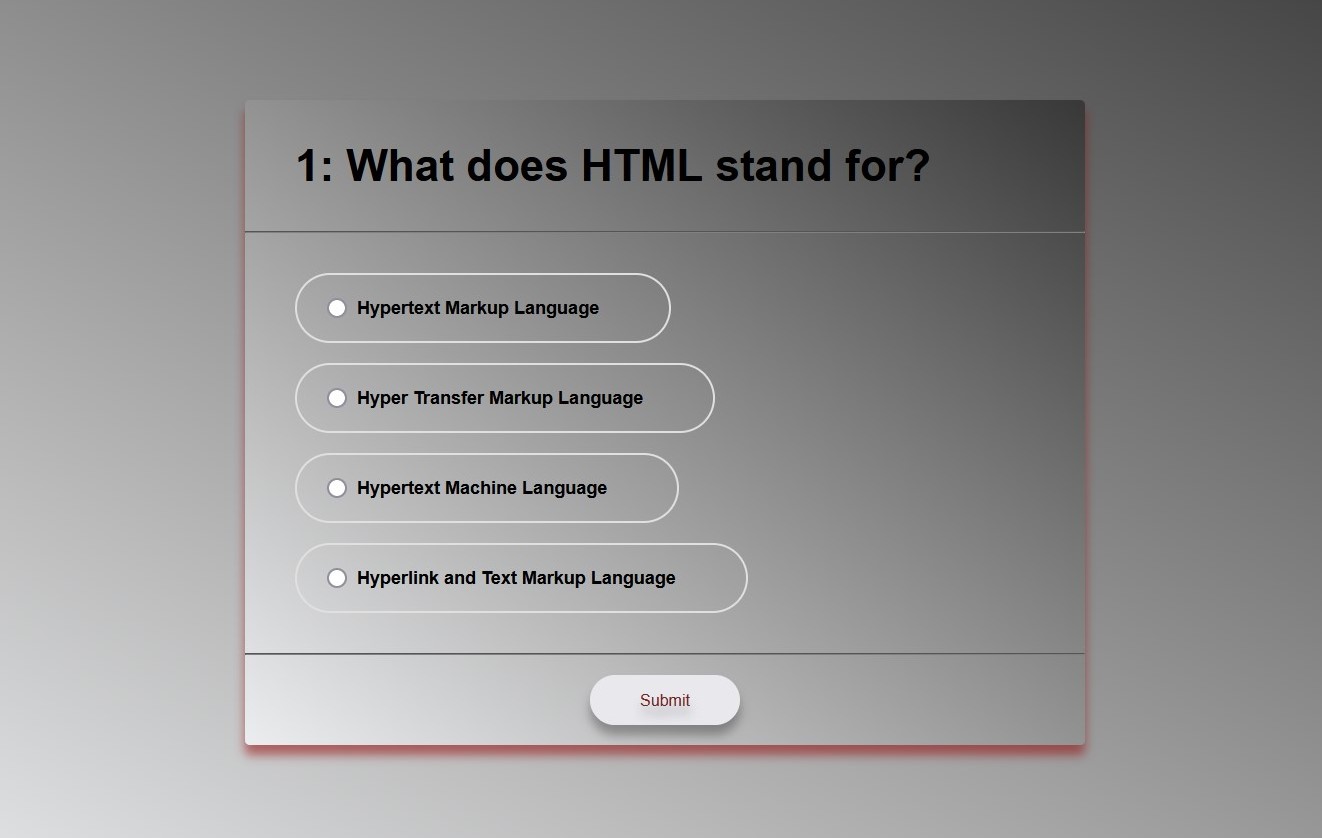 1: What does HTML stand for?
Hypertext Markup Language
Hyper Transfer Markup Language
Hypertext Machine Language
Hyperlink and Text Markup Language
Submit